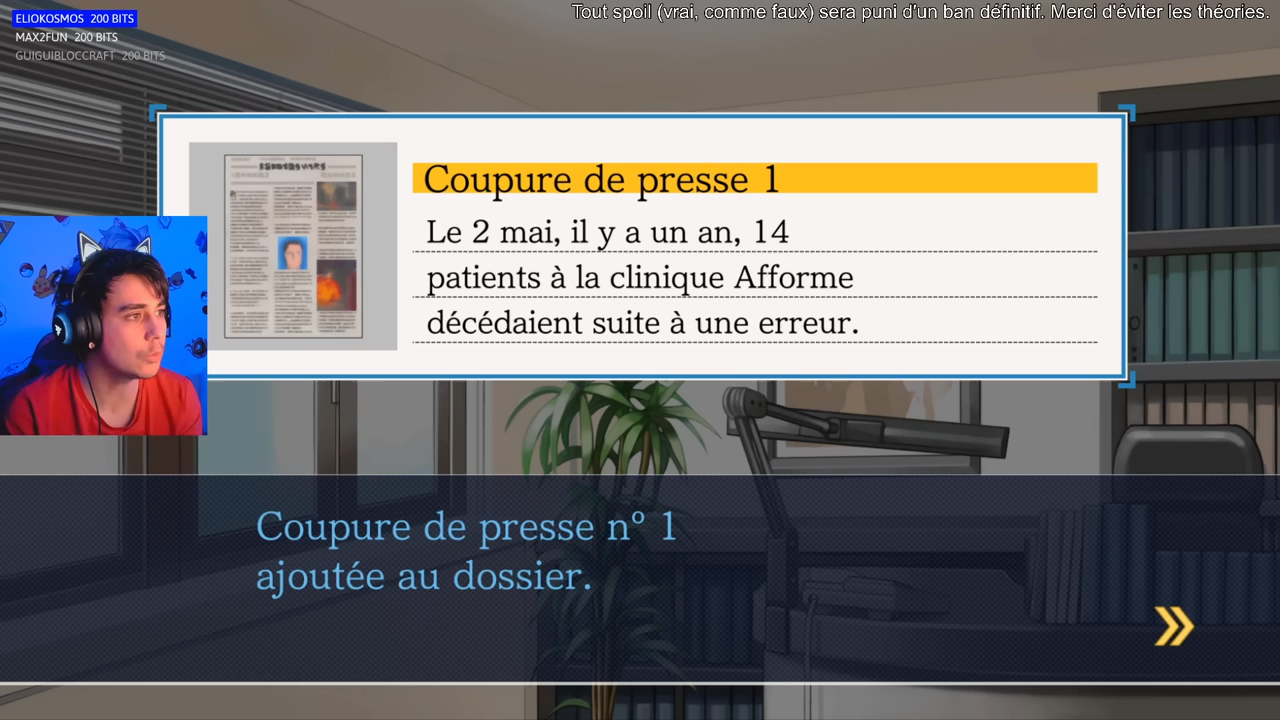 ELIOKOSMOS 200 BITS
MAX2FUN 200 BITS
GUIGUIBLOCCRAFT 200 BITS
Tout spoil (vrai, comme faux) sera puni d'un ban définitif. Merci d'éviter les théories.
Coupure de presse 1
Le 2 mai, il y a un an, 14
patients à la clinique Afforme
décédaient suite à une erreur.
Coupure de presse n° 1
ajoutée au dossier.